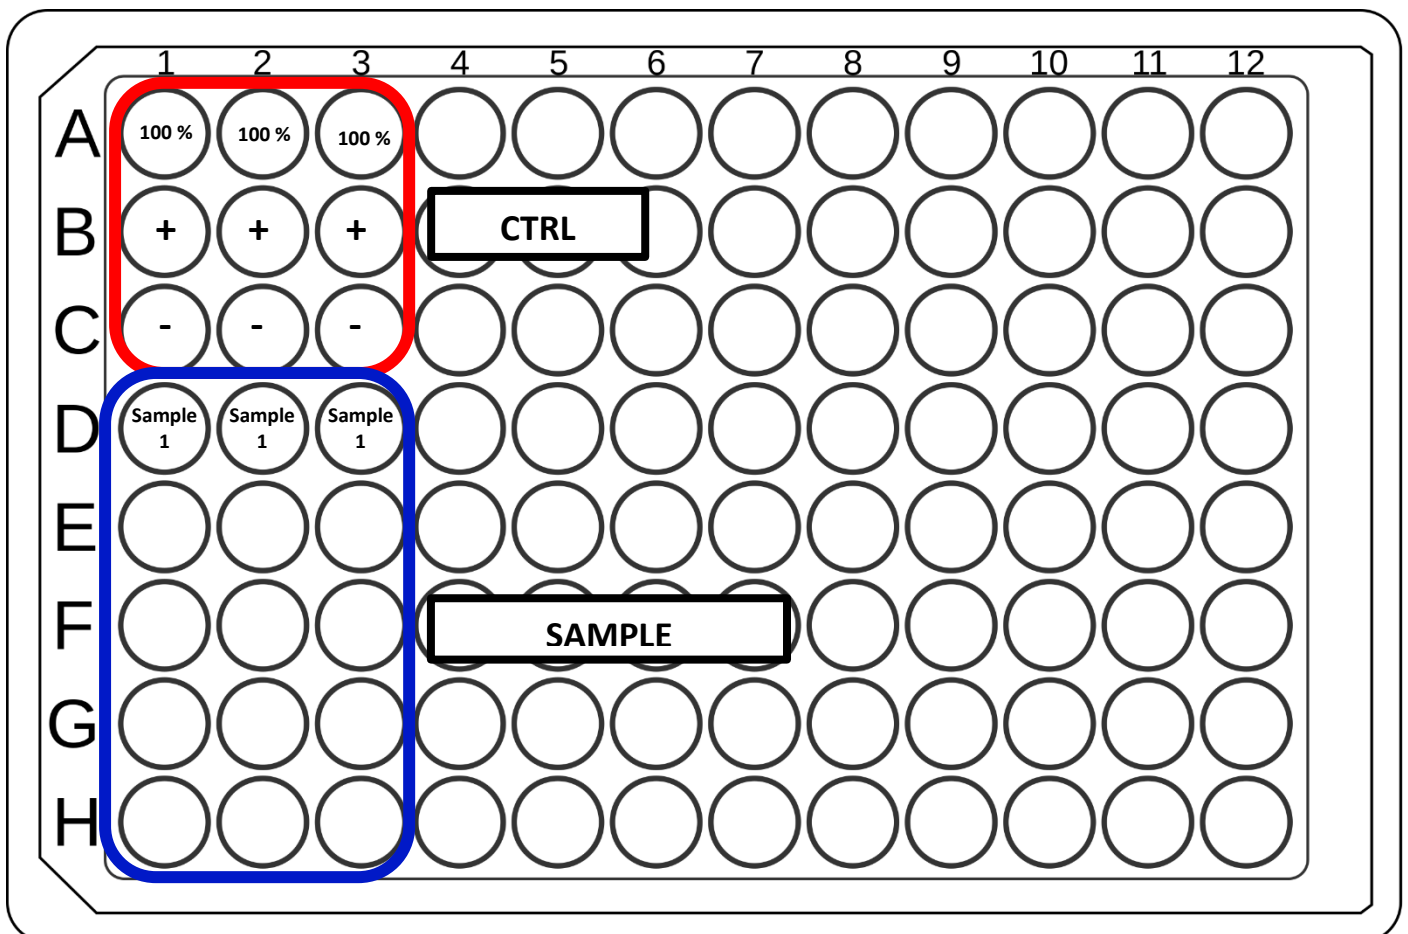 1 2 3 4 5 6 7 8 9 10 11 12
A 100 % 100 % 100 %
B + + + CTRL
C - - -
D Sample Sample Sample
1 1 1
E
F SAMPLE
G
H